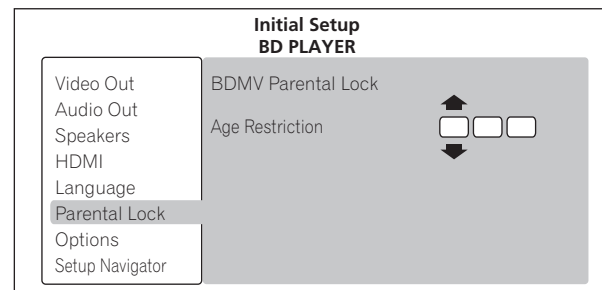 Initial Setup
BD PLAYER
Video Out
Audio Out
Speakers
HDMI
Language
Parental Lock
Options
Setup Navigator
BDMV Parental Lock
Age Restriction